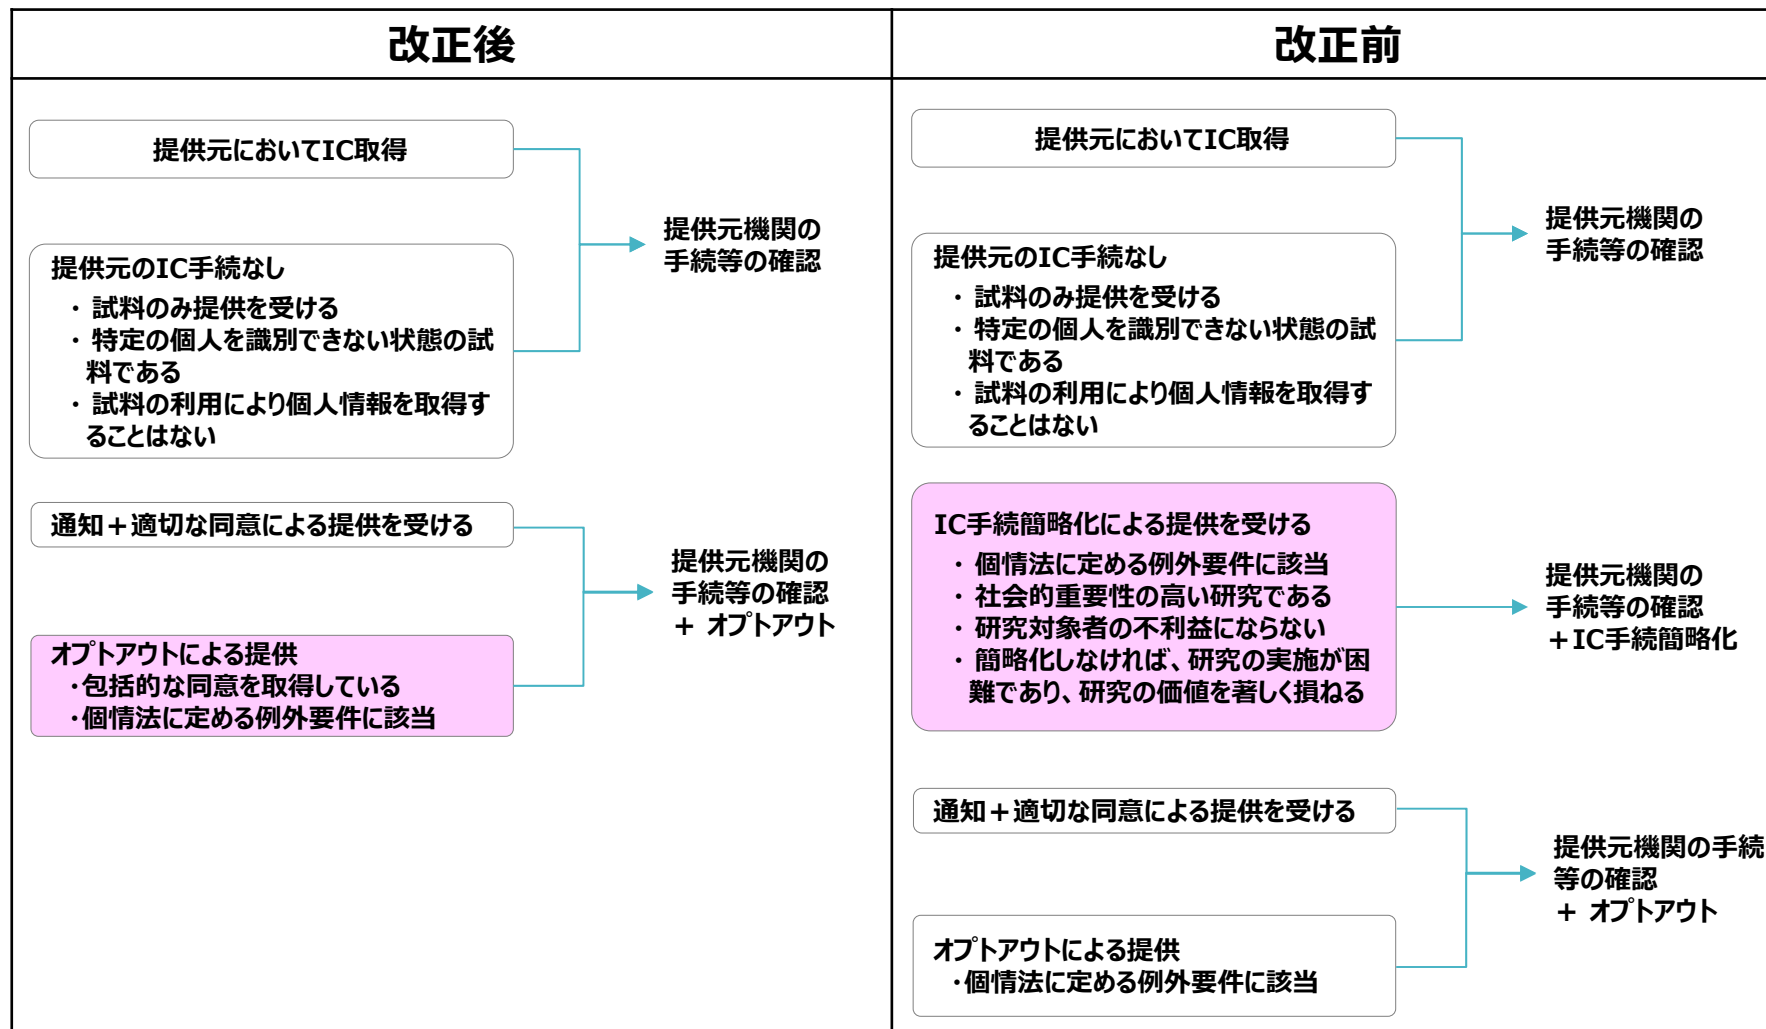 改正後
提供元においてIC取得
提供元機関の
手続等の確認
提供元のIC手続なし
・ 試料のみ提供を受ける
・ 特定の個人を識別できない状態の試
料である
・ 試料の利用により個人情報を取得す
ることはない
通知＋適切な同意による提供を受ける
提供元機関の
手続等の確認
+ オプトアウト
オプトアウトによる提供
・包括的な同意を取得している
・個情法に定める例外要件に該当
改正前
提供元においてIC取得
提供元機関の
手続等の確認
提供元のIC手続なし
・ 試料のみ提供を受ける
・ 特定の個人を識別できない状態の試
料である
・ 試料の利用により個人情報を取得す
ることはない
IC手続簡略化による提供を受ける
・ 個情法に定める例外要件に該当
・ 社会的重要性の高い研究である
・ 研究対象者の不利益にならない
・ 簡略化しなければ、研究の実施が困
難であり、研究の価値を著しく損ねる
提供元機関の
手続等の確認
＋IC手続簡略化
通知＋適切な同意による提供を受ける
提供元機関の手続
等の確認
+ オプトアウト
オプトアウトによる提供
・個情法に定める例外要件に該当